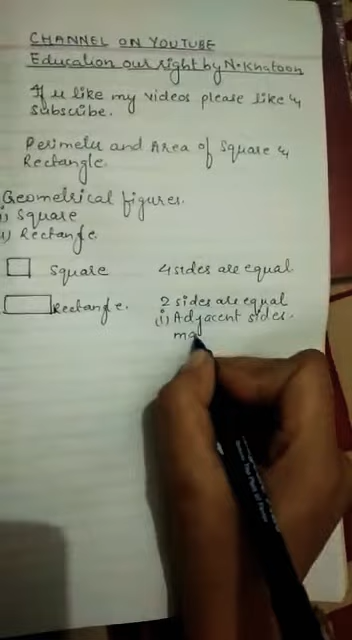 CHANNEL ON YOUTUBE
Education our right by N. Khatoon
If u like my videos please like &
subscribe.
Perimeter and Area of Square &
Rectangle.
Geometrical figures.
i) Square
ii) Rectangle.
Square 4 sides are equal
Rectangle. 2 sides are equal
(i) Adjacent sides.
ma